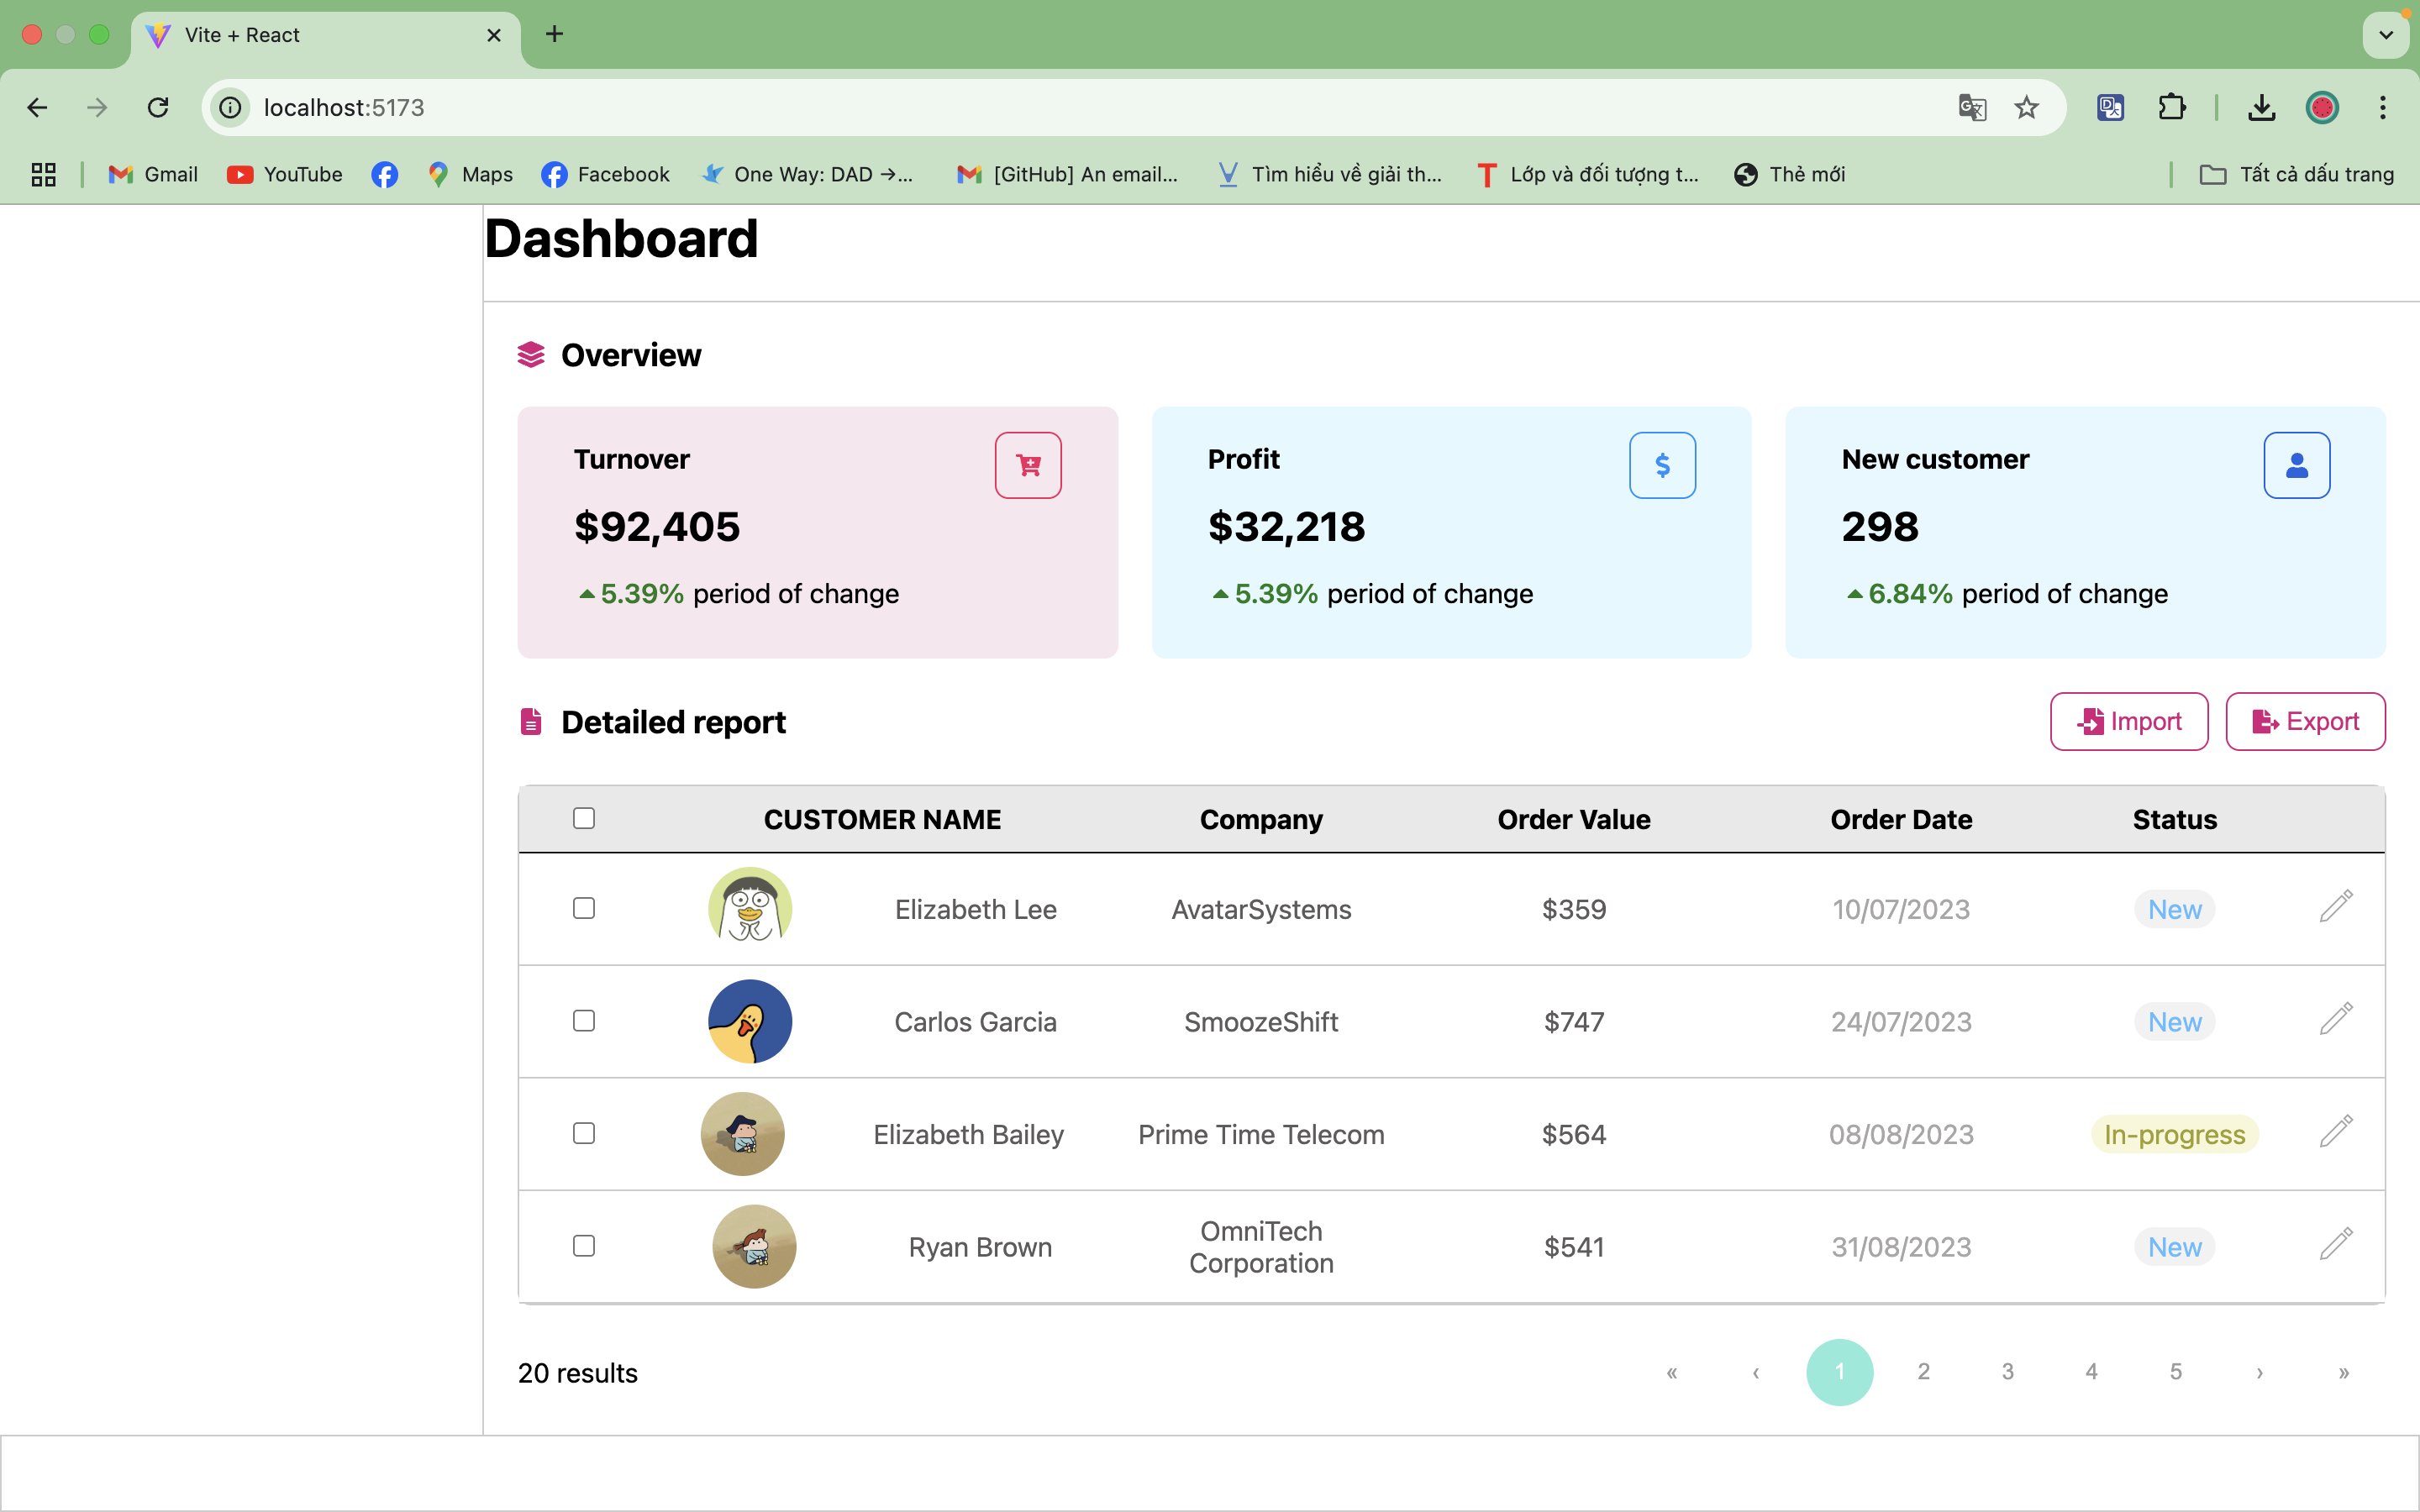 Vite + React
localhost:5173
Gmail YouTube Maps Facebook One Way: DAD →... [GitHub] An email... Tìm hiểu về giải th... Lớp và đối tượng t... Thẻ mới Tất cả dấu trang
Dashboard
Overview
Turnover
$92,405
5.39% period of change
Profit
$32,218
5.39% period of change
New customer
298
6.84% period of change
Detailed report
Import
Export
CUSTOMER NAME Company Order Value Order Date Status
Elizabeth Lee AvatarSystems $359 10/07/2023 New
Carlos Garcia SmoozeShift $747 24/07/2023 New
Elizabeth Bailey Prime Time Telecom $564 08/08/2023 In-progress
Ryan Brown OmniTech Corporation $541 31/08/2023 New
20 results
« ‹ 1 2 3 4 5 › »